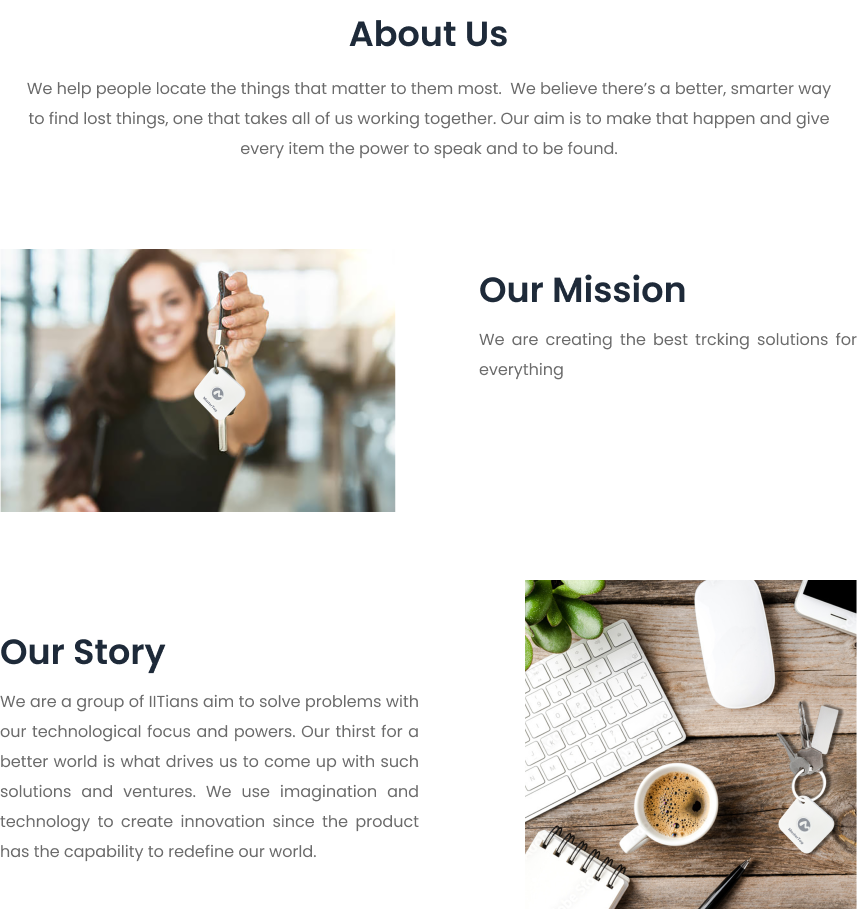 About Us
We help people locate the things that matter to them most.  We believe there’s a better, smarter way
to find lost things, one that takes all of us working together. Our aim is to make that happen and give
every item the power to speak and to be found.
Our Mission
We are creating the best trcking solutions for
everything
Our Story
We are a group of IITians aim to solve problems with
our technological focus and powers. Our thirst for a
better world is what drives us to come up with such
solutions and ventures. We use imagination and
technology to create innovation since the product
has the capability to redefine our world.